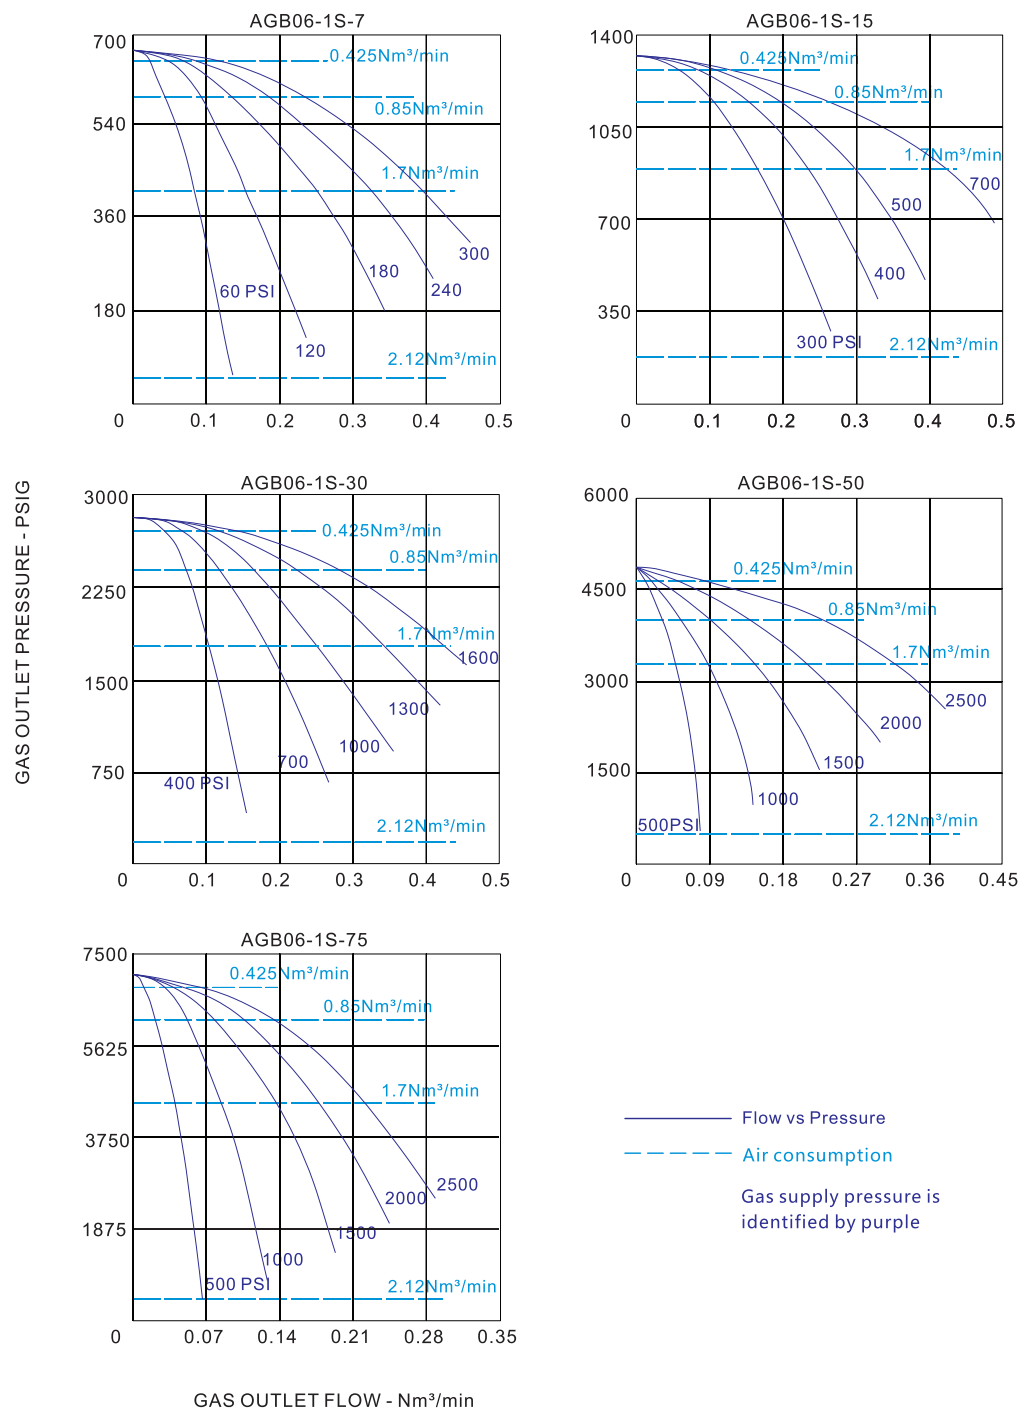 AGB06-1S-7
700
540
360
180
0
0.1
0.2
0.3
0.4
0.5
0.425Nm³/min
0.85Nm³/min
1.7Nm³/min
2.12Nm³/min
60 PSI
120
180
240
300
AGB06-1S-15
1400
1050
700
350
0
0.1
0.2
0.3
0.4
0.5
0.425Nm³/min
0.85Nm³/min
1.7Nm³/min
2.12Nm³/min
300 PSI
400
500
700
GAS OUTLET PRESSURE - PSIG
AGB06-1S-30
3000
2250
1500
750
0
0.1
0.2
0.3
0.4
0.5
0.425Nm³/min
0.85Nm³/min
1.7Nm³/min
2.12Nm³/min
400 PSI
700
1000
1300
1600
AGB06-1S-50
6000
4500
3000
1500
0
0.09
0.18
0.27
0.36
0.45
0.425Nm³/min
0.85Nm³/min
1.7Nm³/min
2.12Nm³/min
500PSI
1000
1500
2000
2500
AGB06-1S-75
7500
5625
3750
1875
0
0.07
0.14
0.21
0.28
0.35
0.425Nm³/min
0.85Nm³/min
1.7Nm³/min
2.12Nm³/min
500 PSI
1000
1500
2000
2500
Flow vs Pressure
Air consumption
Gas supply pressure is
identified by purple
GAS OUTLET FLOW - Nm³/min